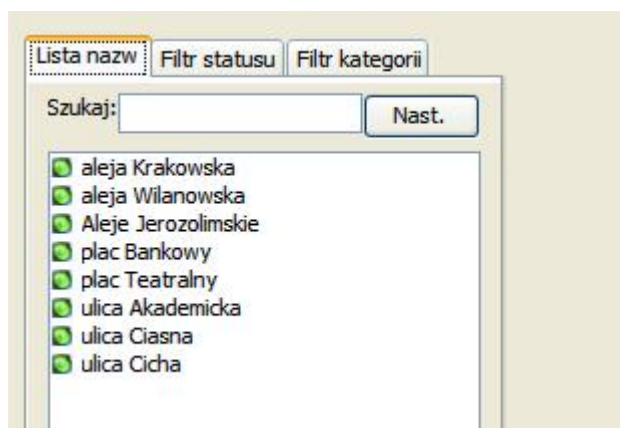 Lista nazw Filtr statusu Filtr kategorii
Szukaj: Nast.
aleja Krakowska
aleja Wilanowska
Aleje Jerozolimskie
plac Bankowy
plac Teatralny
ulica Akademicka
ulica Ciasna
ulica Cicha